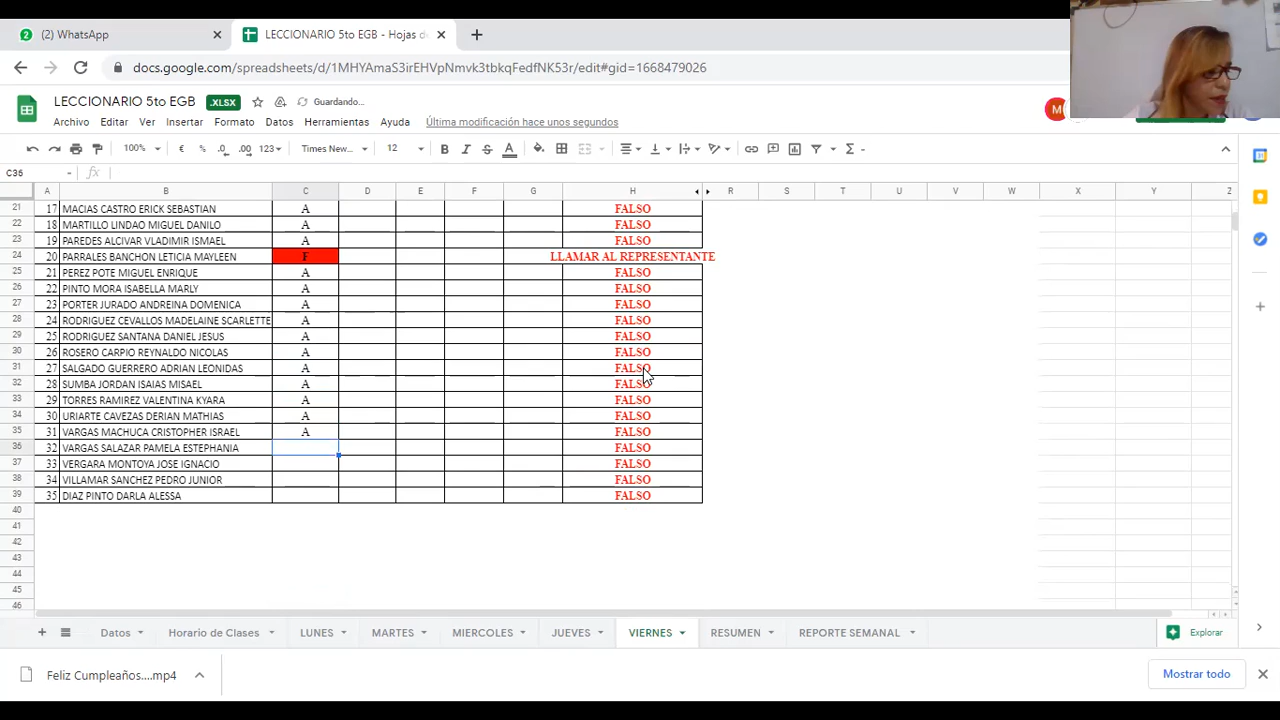 (2) WhatsApp
LECCIONARIO 5to EGB - Hojas de
docs.google.com/spreadsheets/d/1MHYAmaS3irEHVpNmvk3tbkqFedfNK53r/edit#gid=1668479026
LECCIONARIO 5to EGB .XLSX Guardando...
Archivo Editar Ver Insertar Formato Datos Herramientas Ayuda Última modificación hace unos segundos
100% € % .0 .00 123 Times New... 12 B I S A
C36 fx
A B C D E F G H R S T U V W X Y Z
21 17 MACIAS CASTRO ERICK SEBASTIAN A FALSO
22 18 MARTILLO LINDAO MIGUEL DANILO A FALSO
23 19 PAREDES ALCIVAR VLADIMIR ISMAEL A FALSO
24 20 PARRALES BANCHON LETICIA MAYLEEN F LLAMAR AL REPRESENTANTE
25 21 PEREZ POTE MIGUEL ENRIQUE A FALSO
26 22 PINTO MORA ISABELLA MARLY A FALSO
27 23 PORTER JURADO ANDREINA DOMENICA A FALSO
28 24 RODRIGUEZ CEVALLOS MADELAINE SCARLETTE A FALSO
29 25 RODRIGUEZ SANTANA DANIEL JESUS A FALSO
30 26 ROSERO CARPIO REYNALDO NICOLAS A FALSO
31 27 SALGADO GUERRERO ADRIAN LEONIDAS A FALSO
32 28 SUMBA JORDAN ISAIAS MISAEL A FALSO
33 29 TORRES RAMIREZ VALENTINA KYARA A FALSO
34 30 URIARTE CAVEZAS DERIAN MATHIAS A FALSO
35 31 VARGAS MACHUCA CRISTOPHER ISRAEL A FALSO
36 32 VARGAS SALAZAR PAMELA ESTEPHANIA FALSO
37 33 VERGARA MONTOYA JOSE IGNACIO FALSO
38 34 VILLAMAR SANCHEZ PEDRO JUNIOR FALSO
39 35 DIAZ PINTO DARLA ALESSA FALSO
40
41
42
43
44
45
46
Datos Horario de Clases LUNES MARTES MIERCOLES JUEVES VIERNES RESUMEN REPORTE SEMANAL Explorar
Feliz Cumpleaños....mp4 Mostrar todo